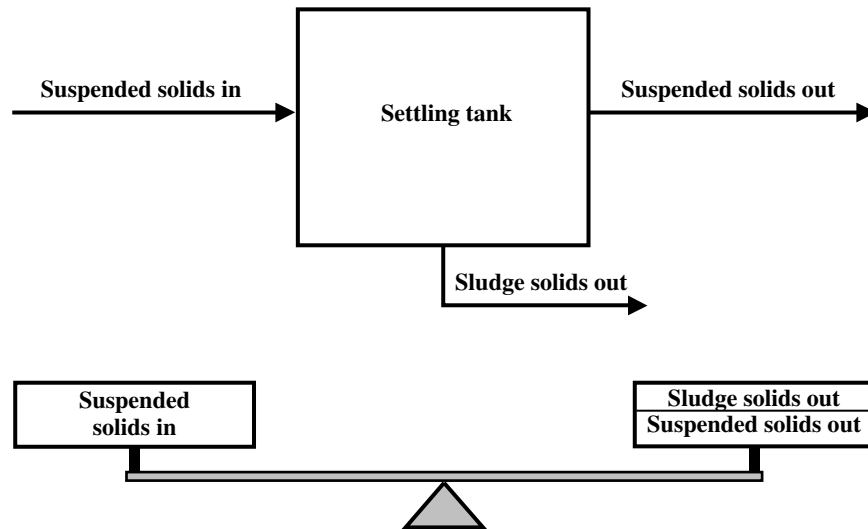 Suspended solids in
Settling tank
Suspended solids out
Sludge solids out
Suspended
solids in
Sludge solids out
Suspended solids out